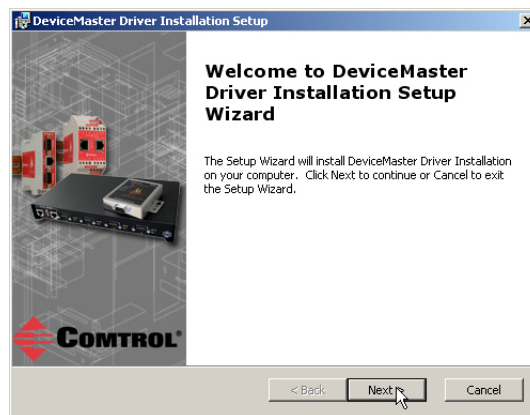 DeviceMaster Driver Installation Setup
Welcome to DeviceMaster
Driver Installation Setup
Wizard
The Setup Wizard will install DeviceMaster Driver Installation
on your computer. Click Next to continue or Cancel to exit
the Setup Wizard.
COMTROL®
< Back
Next >
Cancel